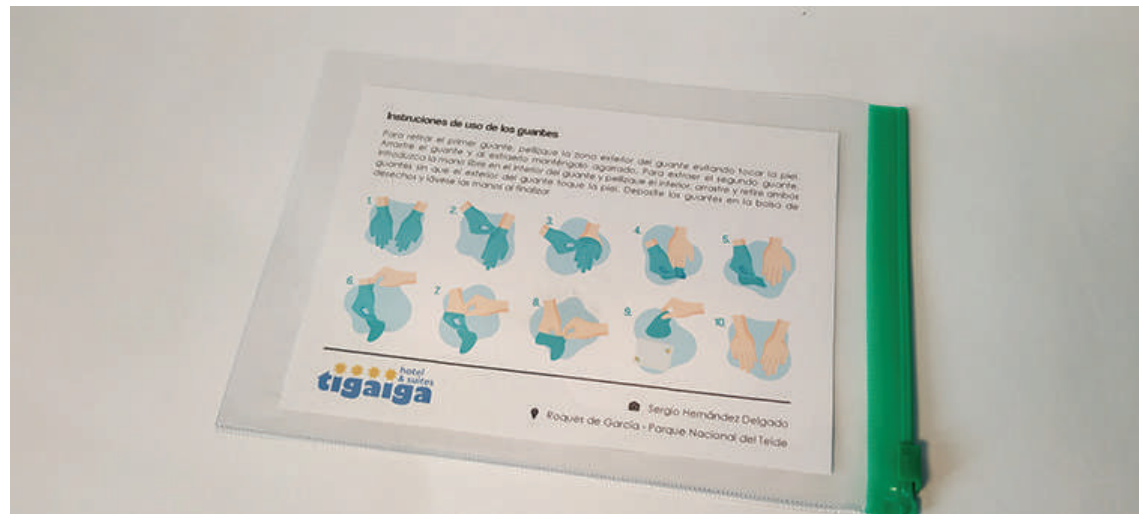 Instruciones de uso de los guantes
Para retirar el primer guante, pellizque la zona exterior del guante evitando tocar la piel.
Arrastre el guante y al extraerlo manténgalo agarrado. Para extraer el segundo guante,
introduzca la mano libre en el interior del guante y pellizque el interior, arrastre y retire ambos
guantes sin que el exterior del guante toque la piel. Deposite los guantes en la bolsa de
desechos y lávese las manos al finalizar
1. 2. 3. 4. 5.
6. 7. 8. 9. 10.
hotel
& suites
tigaiga
Sergio Hernández Delgado
Roques de García - Parque Nacional del Teide